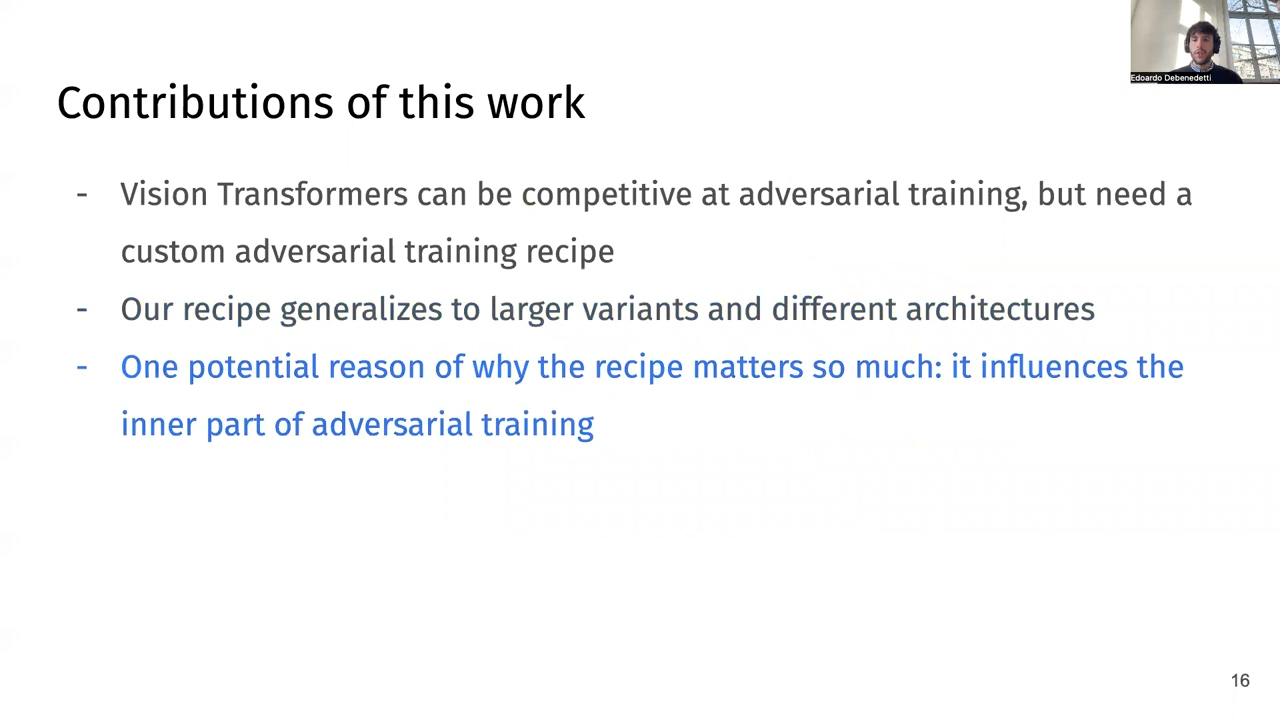 Edoardo Debenedetti
Contributions of this work
- Vision Transformers can be competitive at adversarial training, but need a
custom adversarial training recipe
- Our recipe generalizes to larger variants and different architectures
- One potential reason of why the recipe matters so much: it influences the
inner part of adversarial training
16